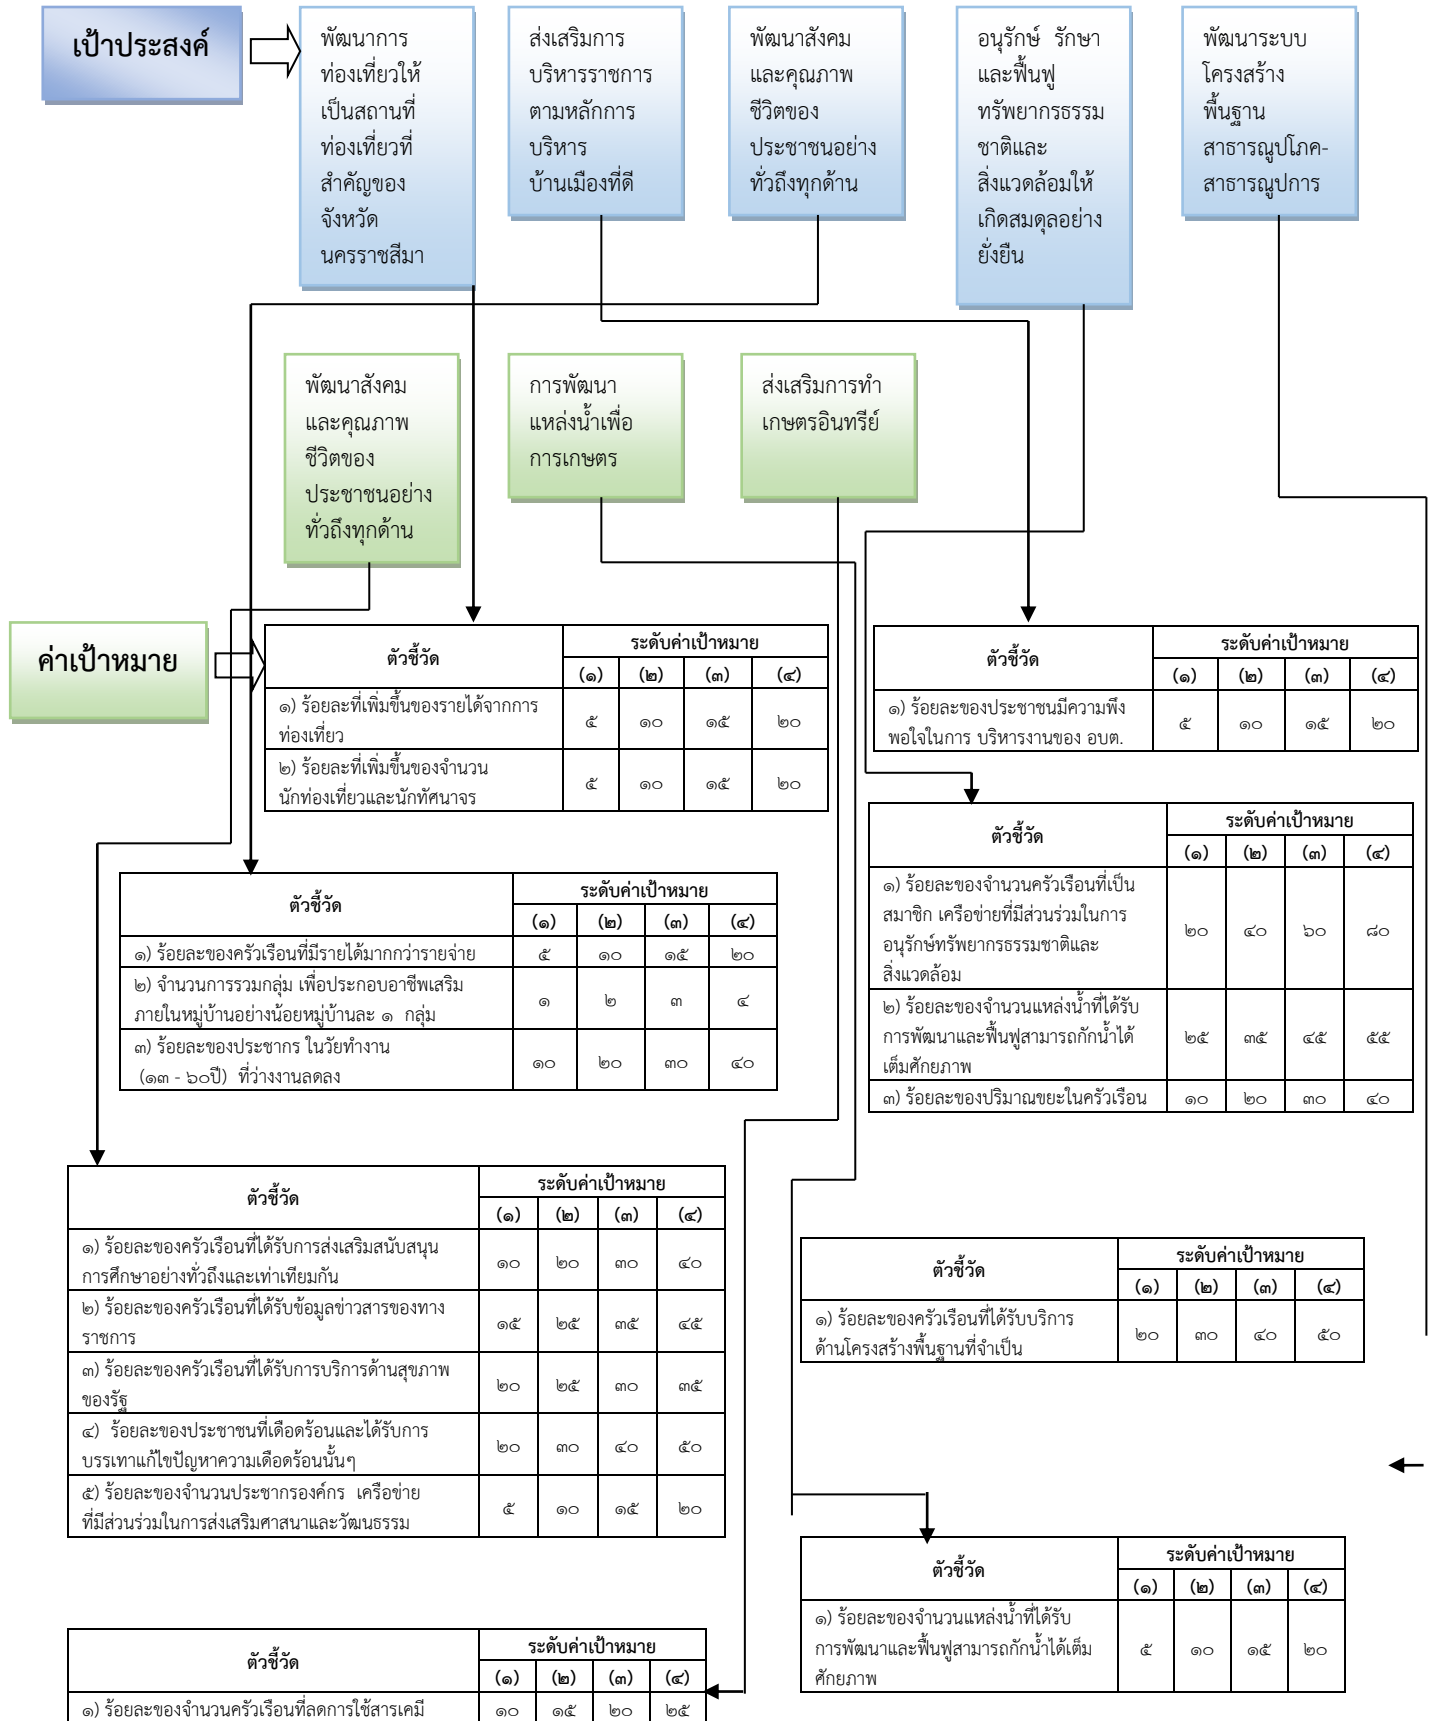 เป้าประสงค์
พัฒนาการ
ท่องเที่ยวให้
เป็นสถานที่
ท่องเที่ยวที่
สำคัญของ
จังหวัด
นครราชสีมา
ส่งเสริมการ
บริหารราชการ
ตามหลักการ
บริหาร
บ้านเมืองที่ดี
พัฒนาสังคม
และคุณภาพ
ชีวิตของ
ประชาชนอย่าง
ทั่วถึงทุกด้าน
อนุรักษ์ รักษา
และฟื้นฟู
ทรัพยากรธรรม
ชาติและ
สิ่งแวดล้อมให้
เกิดสมดุลอย่าง
ยั่งยืน
พัฒนาระบบ
โครงสร้าง
พื้นฐาน
สาธารณูปโภค-
สาธารณูปการ
พัฒนาสังคม
และคุณภาพ
ชีวิตของ
ประชาชนอย่าง
ทั่วถึงทุกด้าน
การพัฒนา
แหล่งน้ำเพื่อ
การเกษตร
ส่งเสริมการทำ
เกษตรอินทรีย์
ค่าเป้าหมาย
ตัวชี้วัด ระดับค่าเป้าหมาย
(๑) (๒) (๓) (๔)
๑) ร้อยละที่เพิ่มขึ้นของรายได้จากการ
ท่องเที่ยว ๕ ๑๐ ๑๕ ๒๐
๒) ร้อยละที่เพิ่มขึ้นของจำนวน
นักท่องเที่ยวและนักทัศนาจร ๕ ๑๐ ๑๕ ๒๐
ตัวชี้วัด ระดับค่าเป้าหมาย
(๑) (๒) (๓) (๔)
๑) ร้อยละของประชาชนมีความพึง
พอใจในการ บริหารงานของ อบต. ๕ ๑๐ ๑๕ ๒๐
ตัวชี้วัด ระดับค่าเป้าหมาย
(๑) (๒) (๓) (๔)
๑) ร้อยละของจำนวนครัวเรือนที่เป็น
สมาชิก เครือข่ายที่มีส่วนร่วมในการ
อนุรักษ์ทรัพยากรธรรมชาติและ
สิ่งแวดล้อม ๒๐ ๔๐ ๖๐ ๘๐
๒) ร้อยละของจำนวนแหล่งน้ำที่ได้รับ
การพัฒนาและฟื้นฟูสามารถกักน้ำได้
เต็มศักยภาพ ๒๕ ๓๕ ๔๕ ๕๕
๓) ร้อยละของปริมาณขยะในครัวเรือน ๑๐ ๒๐ ๓๐ ๔๐
ตัวชี้วัด ระดับค่าเป้าหมาย
(๑) (๒) (๓) (๔)
๑) ร้อยละของครัวเรือนที่มีรายได้มากกว่ารายจ่าย ๕ ๑๐ ๑๕ ๒๐
๒) จำนวนการรวมกลุ่ม เพื่อประกอบอาชีพเสริม
ภายในหมู่บ้านอย่างน้อยหมู่บ้านละ ๑ กลุ่ม ๑ ๒ ๓ ๔
๓) ร้อยละของประชากร ในวัยทำงาน
(๑๓ - ๖๐ปี) ที่ว่างงานลดลง ๑๐ ๒๐ ๓๐ ๔๐
ตัวชี้วัด ระดับค่าเป้าหมาย
(๑) (๒) (๓) (๔)
๑) ร้อยละของครัวเรือนที่ได้รับการส่งเสริมสนับสนุน
การศึกษาอย่างทั่วถึงและเท่าเทียมกัน ๑๐ ๒๐ ๓๐ ๔๐
๒) ร้อยละของครัวเรือนที่ได้รับข้อมูลข่าวสารของทาง
ราชการ ๑๕ ๒๕ ๓๕ ๔๕
๓) ร้อยละของครัวเรือนที่ได้รับการบริการด้านสุขภาพ
ของรัฐ ๒๐ ๒๕ ๓๐ ๓๕
๔) ร้อยละของประชาชนที่เดือดร้อนและได้รับการ
บรรเทาแก้ไขปัญหาความเดือดร้อนนั้นๆ ๒๐ ๓๐ ๔๐ ๕๐
๕) ร้อยละของจำนวนประชากรองค์กร เครือข่าย
ที่มีส่วนร่วมในการส่งเสริมศาสนาและวัฒนธรรม ๕ ๑๐ ๑๕ ๒๐
ตัวชี้วัด ระดับค่าเป้าหมาย
(๑) (๒) (๓) (๔)
๑) ร้อยละของครัวเรือนที่ได้รับบริการ
ด้านโครงสร้างพื้นฐานที่จำเป็น ๒๐ ๓๐ ๔๐ ๕๐
ตัวชี้วัด ระดับค่าเป้าหมาย
(๑) (๒) (๓) (๔)
๑) ร้อยละของจำนวนแหล่งน้ำที่ได้รับ
การพัฒนาและฟื้นฟูสามารถกักน้ำได้เต็ม
ศักยภาพ ๕ ๑๐ ๑๕ ๒๐
ตัวชี้วัด ระดับค่าเป้าหมาย
(๑) (๒) (๓) (๔)
๑) ร้อยละของจำนวนครัวเรือนที่ลดการใช้สารเคมี ๑๐ ๑๕ ๒๐ ๒๕